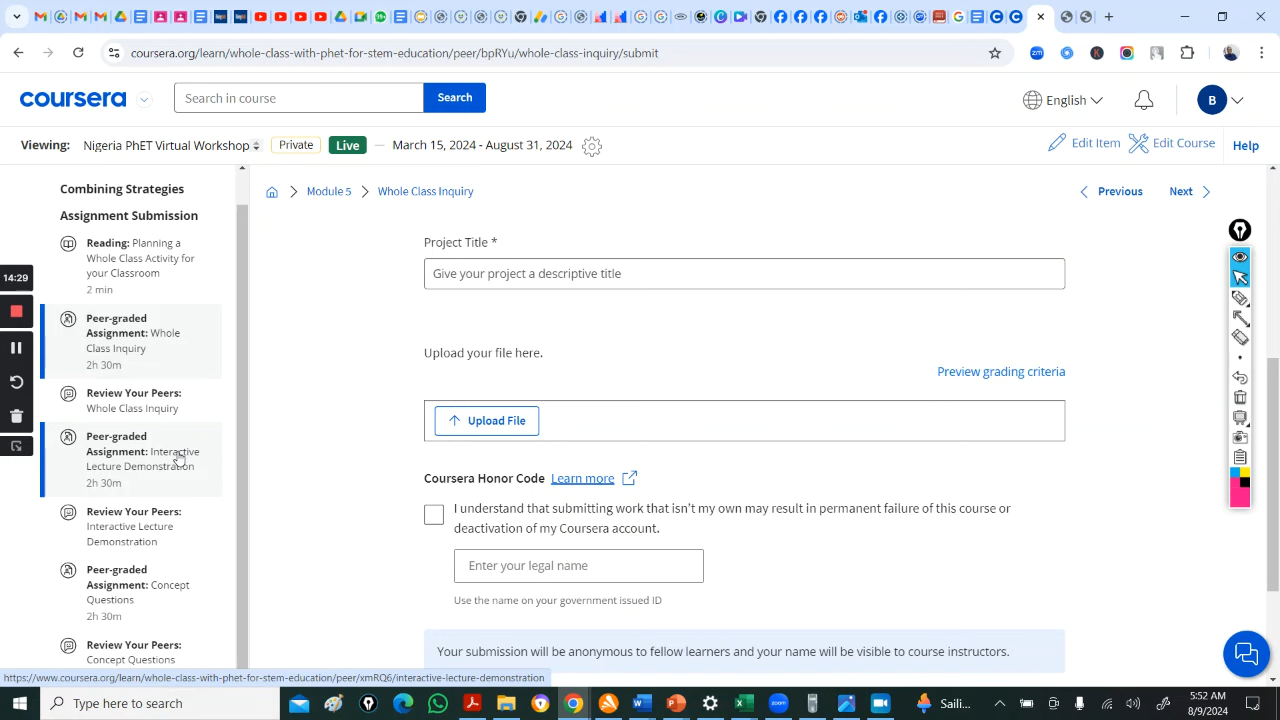 coursera.org/learn/whole-class-with-phet-for-stem-education/peer/bpRYu/whole-class-inquiry/submit
zm
K
coursera
Search in course
Search
English
B
Viewing:
Nigeria PhET Virtual Workshop
Private
Live
— March 15, 2024 - August 31, 2024
Edit Item
Edit Course
Help
Combining Strategies
Assignment Submission
Reading: Planning a
Whole Class Activity for
your Classroom
2 min
Peer-graded
Assignment: Whole
Class Inquiry
2h 30m
Review Your Peers:
Whole Class Inquiry
Peer-graded
Assignment: Interactive
Lecture Demonstration
2h 30m
Review Your Peers:
Interactive Lecture
Demonstration
Peer-graded
Assignment: Concept
Questions
2h 30m
Review Your Peers:
Concept Questions
14:29
Module 5
Whole Class Inquiry
Previous
Next
Project Title *
Give your project a descriptive title
Upload your file here.
Preview grading criteria
Upload File
Coursera Honor Code Learn more
I understand that submitting work that isn't my own may result in permanent failure of this course or
deactivation of my Coursera account.
Enter your legal name
Use the name on your government issued ID
Your submission will be anonymous to fellow learners and your name will be visible to course instructors.
https://www.coursera.org/learn/whole-class-with-phet-for-stem-education/peer/xmRQ6/interactive-lecture-demonstration
Type here to search
zoom
Saili...
5:52 AM
8/9/2024